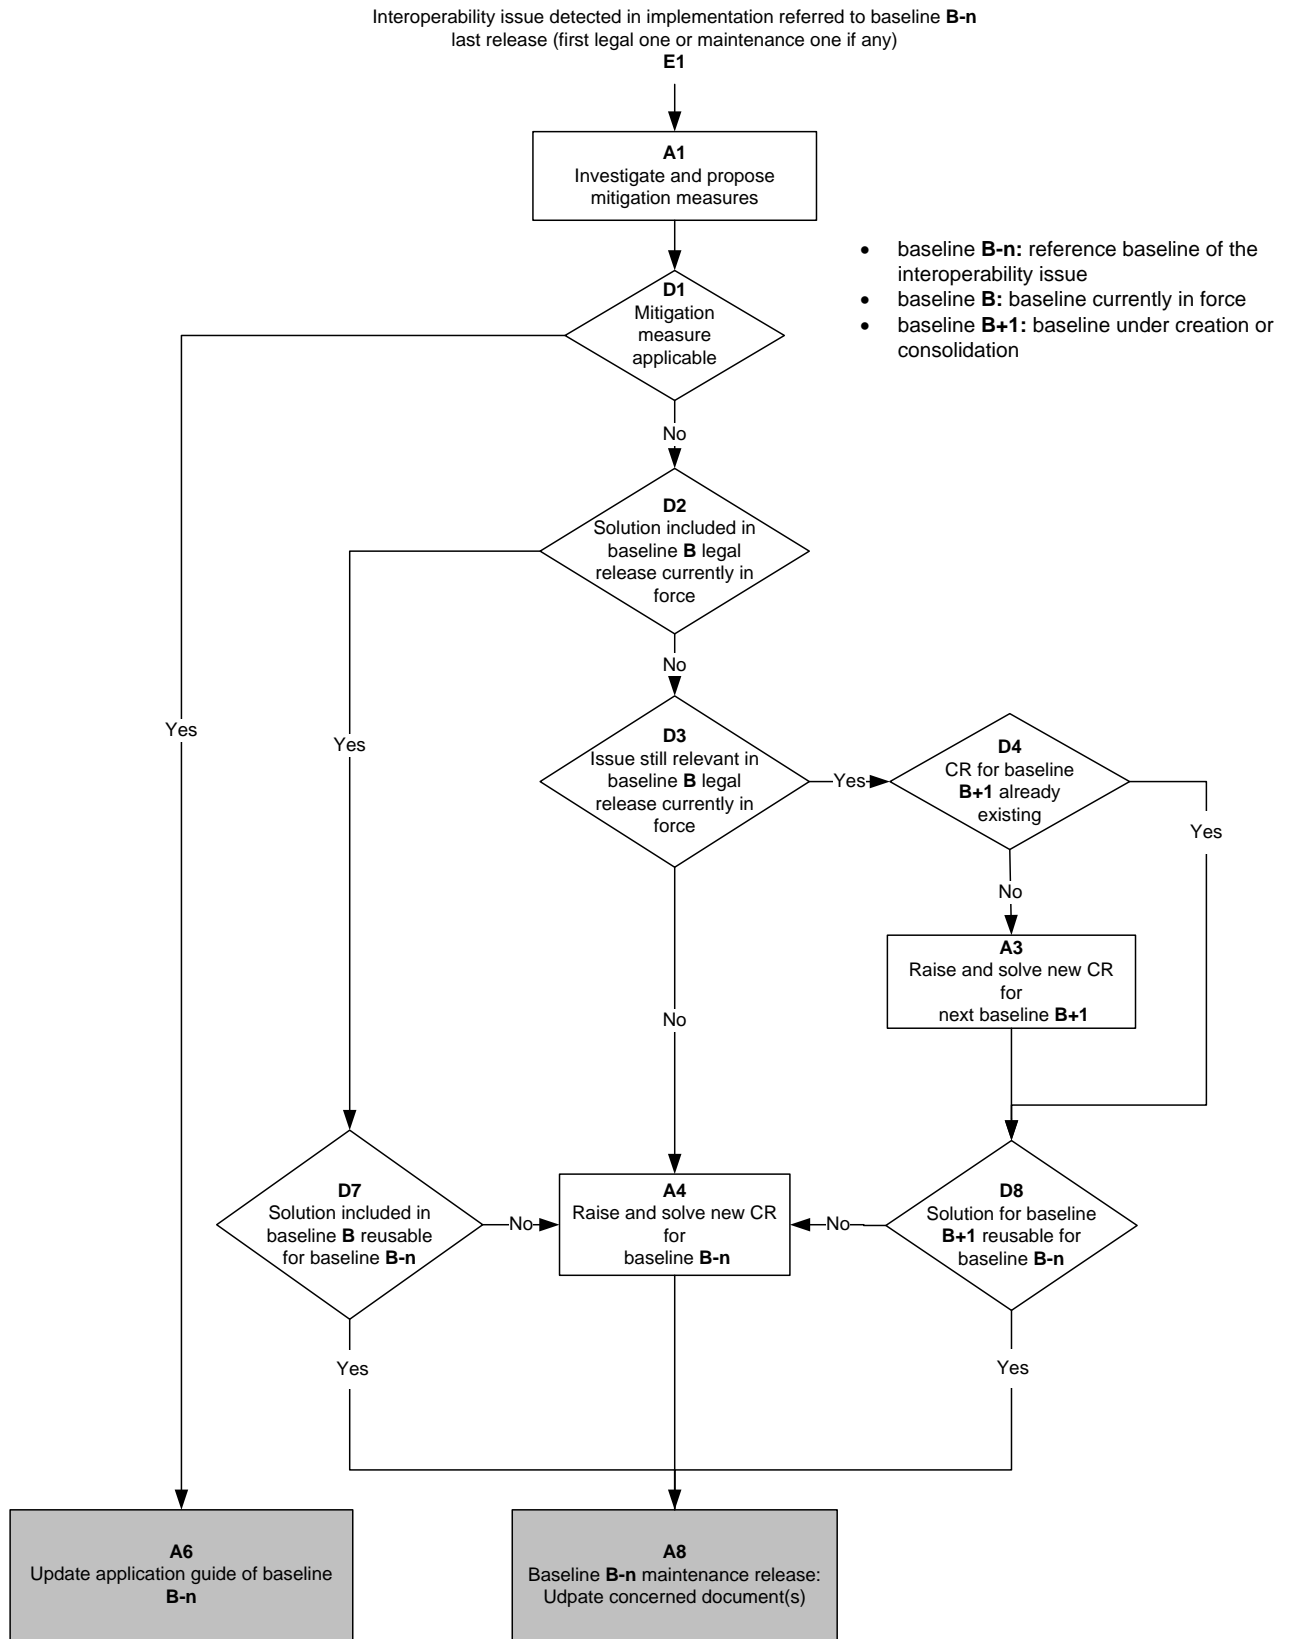 Interoperability issue detected in implementation referred to baseline B-n
last release (first legal one or maintenance one if any)
E1
A1
Investigate and propose
mitigation measures
• baseline B-n: reference baseline of the
interoperability issue
• baseline B: baseline currently in force
• baseline B+1: baseline under creation or
consolidation
D1
Mitigation
measure
applicable
No
D2
Solution included in
baseline B legal
release currently in
force
No
Yes
Yes
D3
Issue still relevant in
baseline B legal
release currently in
force
Yes
D4
CR for baseline
B+1 already
existing
Yes
No
A3
Raise and solve new CR
for
next baseline B+1
No
D7
Solution included in
baseline B reusable
for baseline B-n
No
A4
Raise and solve new CR
for
baseline B-n
No
D8
Solution for baseline
B+1 reusable for
baseline B-n
Yes
Yes
A6
Update application guide of baseline
B-n
A8
Baseline B-n maintenance release:
Udpate concerned document(s)